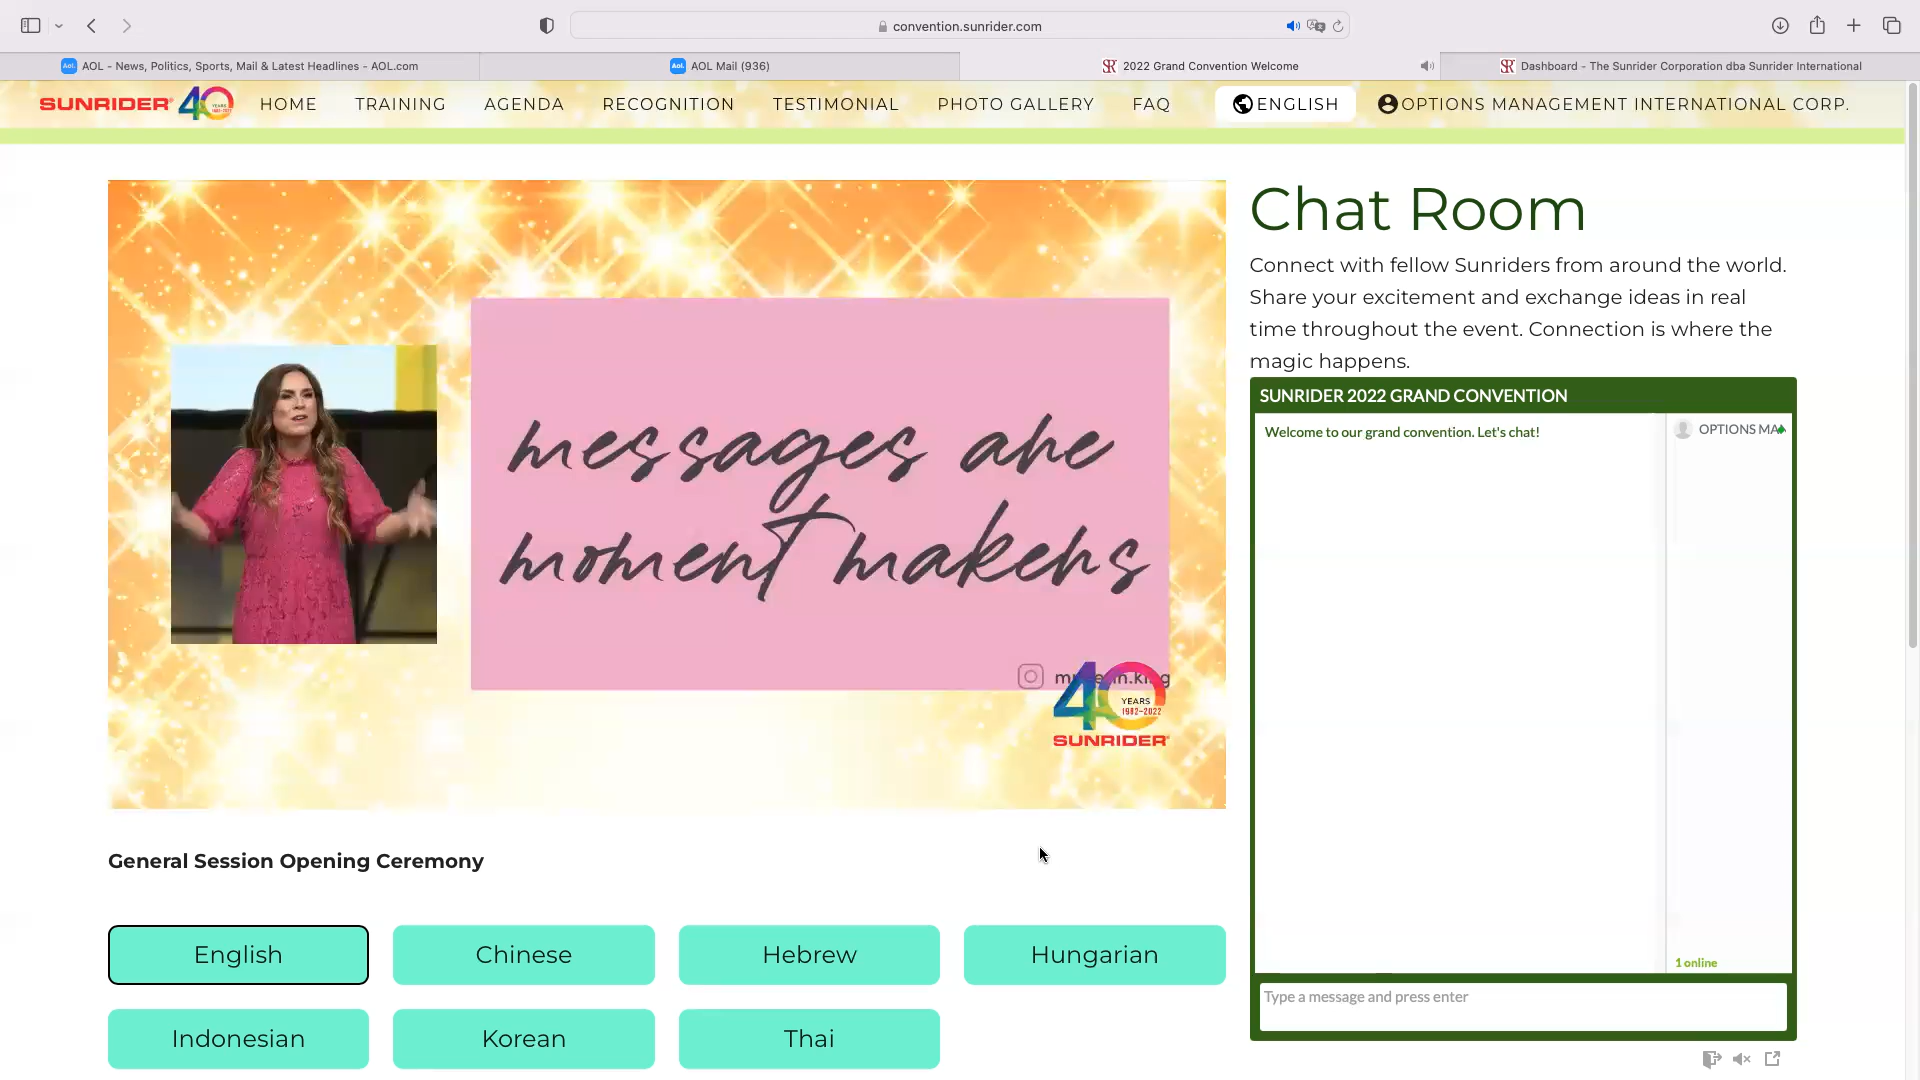 convention.sunrider.com
AOL - News, Politics, Sports, Mail & Latest Headlines - AOL.com
AOL Mail (936)
2022 Grand Convention Welcome
Dashboard - The Sunrider Corporation dba Sunrider International
SUNRIDER 40 YEARS
HOME
TRAINING
AGENDA
RECOGNITION
TESTIMONIAL
PHOTO GALLERY
FAQ
ENGLISH
OPTIONS MANAGEMENT INTERNATIONAL CORP.
messages are
moment makers
40 YEARS
1982-2022
SUNRIDER
General Session Opening Ceremony
English
Chinese
Hebrew
Hungarian
Indonesian
Korean
Thai
Chat Room
Connect with fellow Sunriders from around the world.
Share your excitement and exchange ideas in real
time throughout the event. Connection is where the
magic happens.
SUNRIDER 2022 GRAND CONVENTION
Welcome to our grand convention. Let's chat!
OPTIONS MA
1 online
Type a message and press enter